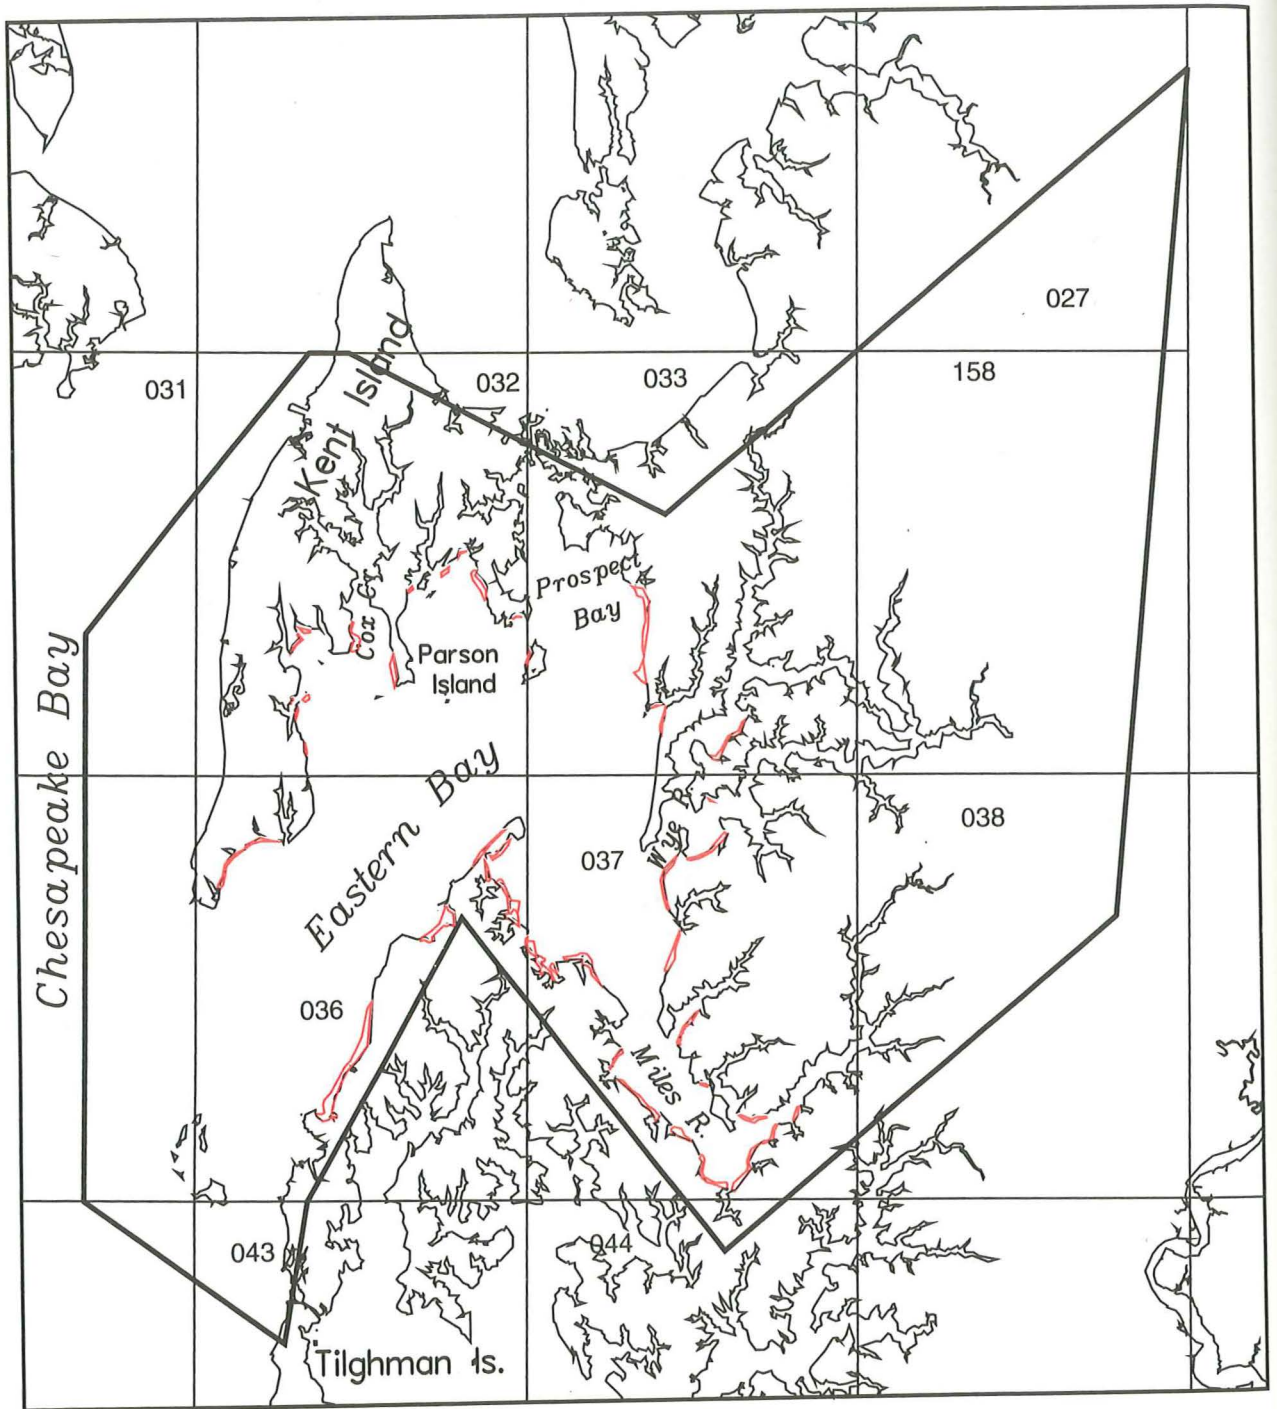 027
031
032
033
158
Kent Island
Prospect
Bay
Cox Cr.
Parson
Island
Chesapeake Bay
Eastern Bay
Wye R.
037
038
036
Miles R.
043
044
Tilghman Is.